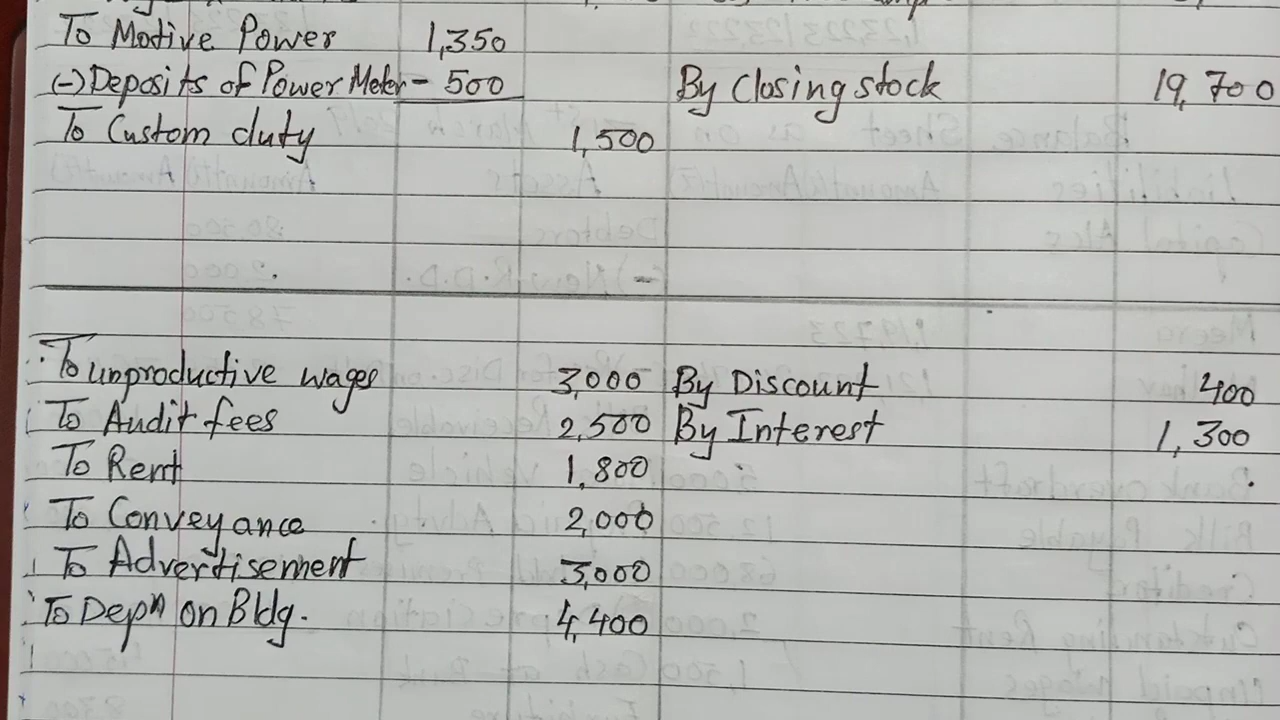 To Motive Power 1,350
(-) Deposits of Power Meter - 500 By Closing stock 19,700
To Custom duty 1,500
To unproductive wages 3,000 By Discount 400
To Audit fees 2,500 By Interest 1,300
To Rent 1,800
To Conveyance 2,000
To Advertisement 3,000
To Depn on Bldg. 4,400